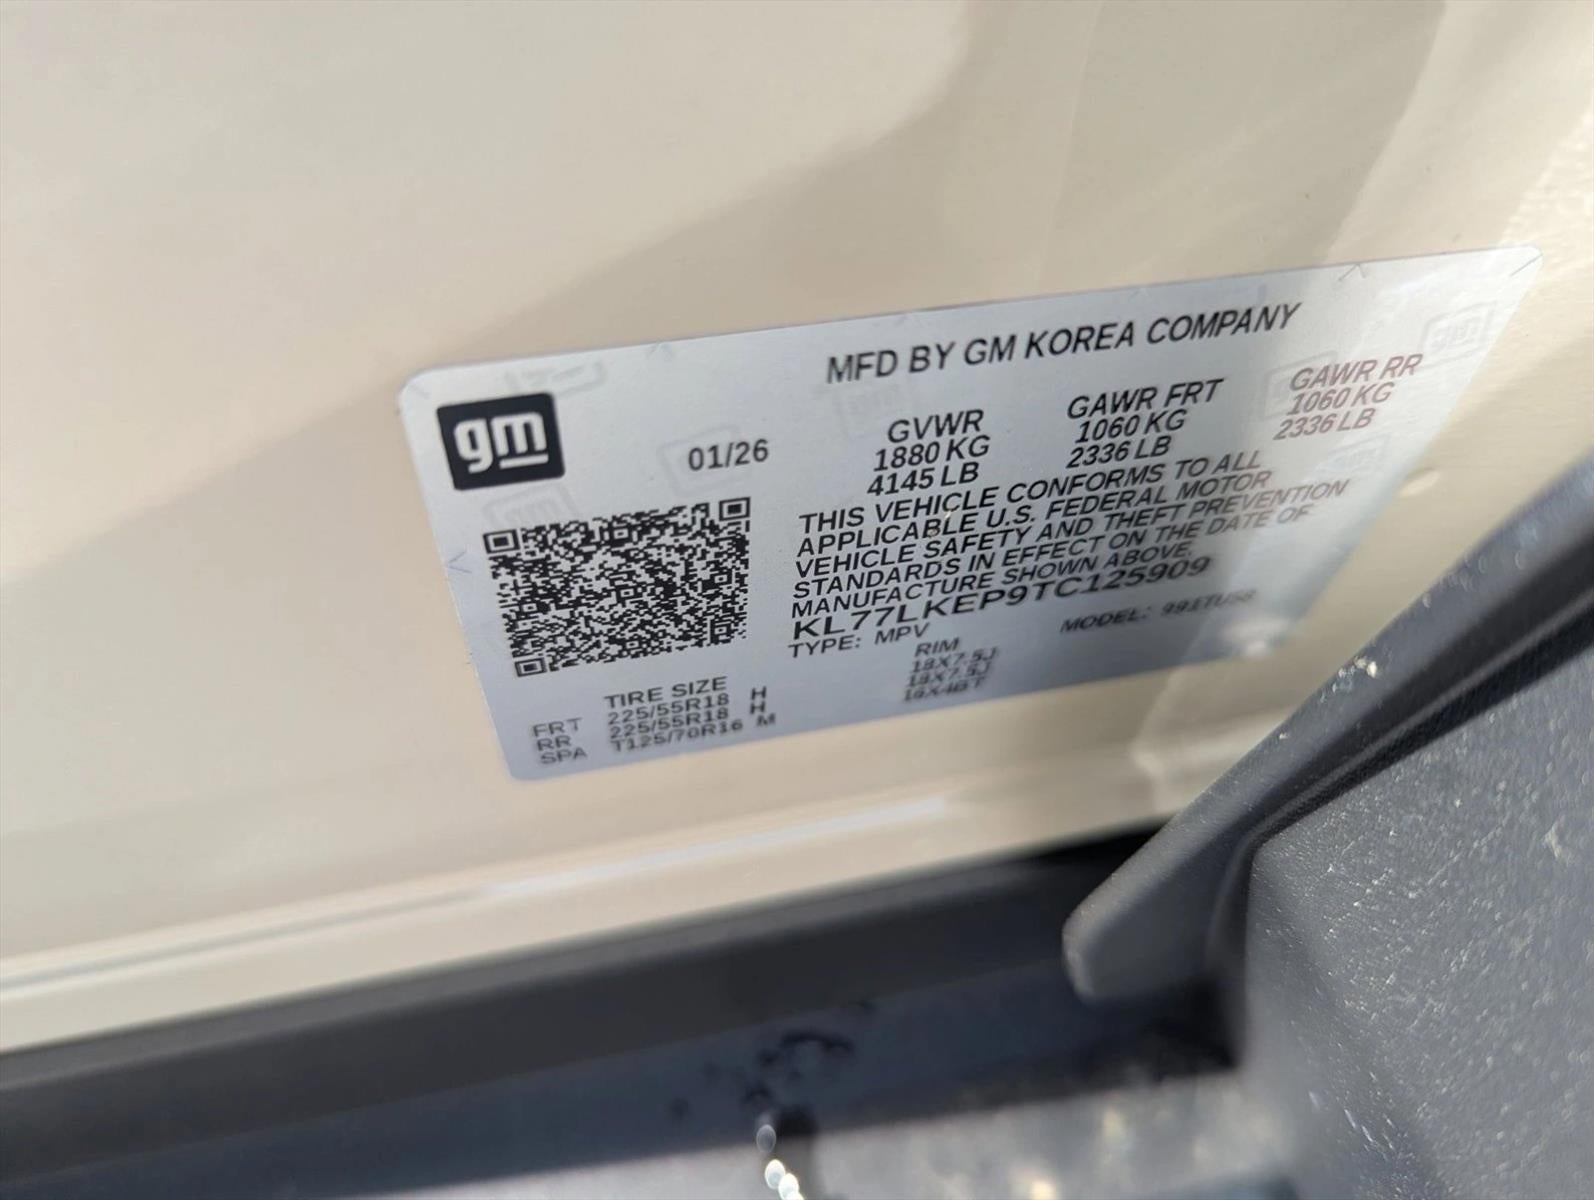 MFD BY GM KOREA COMPANY
gm
01/26
GVWR GAWR FRT GAWR RR
1880 KG 1060 KG 1060 KG
4145 LB 2336 LB 2336 LB
THIS VEHICLE CONFORMS TO ALL
APPLICABLE U.S. FEDERAL MOTOR
VEHICLE SAFETY AND THEFT PREVENTION
STANDARDS IN EFFECT ON THE DATE OF
MANUFACTURE SHOWN ABOVE.
KL77LKEP9TC125909
TYPE: MPV MODEL:
TIRE SIZE RIM
FRT 225/55R18 H 18X7.5J
RR 225/55R18 H 18X7.5J
SPA T125/70R16 M 16X4BT